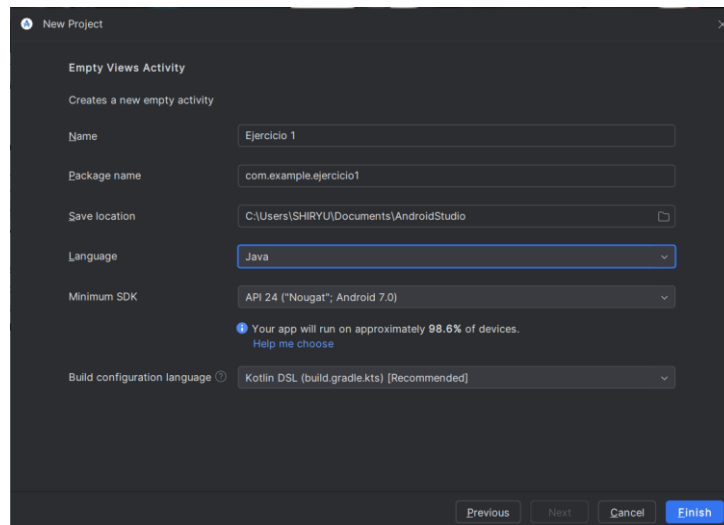 New Project
Empty Views Activity
Creates a new empty activity
Name
Ejercicio 1
Package name
com.example.ejercicio1
Save location
C:\Users\SHIRYU\Documents\AndroidStudio
Language
Java
Minimum SDK
API 24 ("Nougat"; Android 7.0)
Your app will run on approximately 98.6% of devices.
Help me choose
Build configuration language ?
Kotlin DSL (build.gradle.kts) [Recommended]
Previous Next Cancel Finish